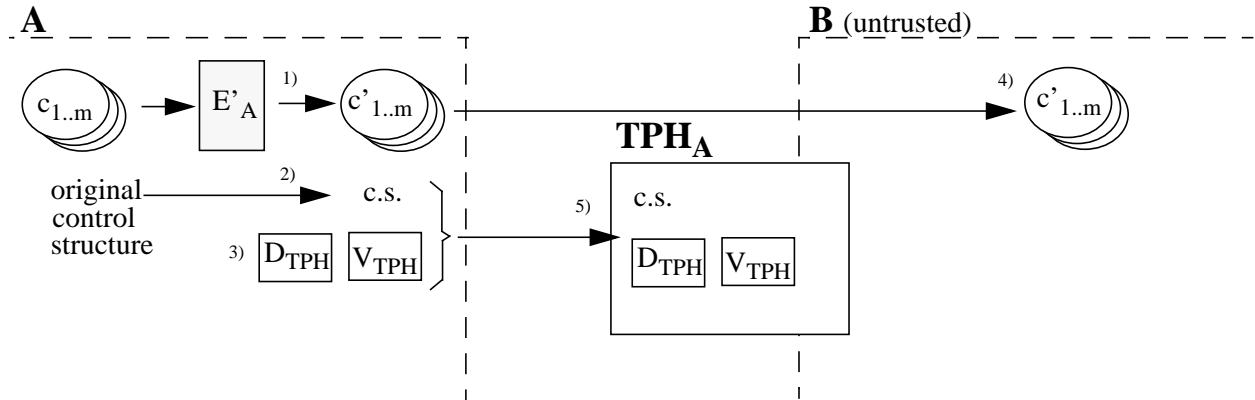 A
B (untrusted)
c1..m
E'A
1)
c'1..m
4)
c'1..m
TPHA
original
control
structure
2)
c.s.
5)
c.s.
3)
DTPH
VTPH
DTPH
VTPH